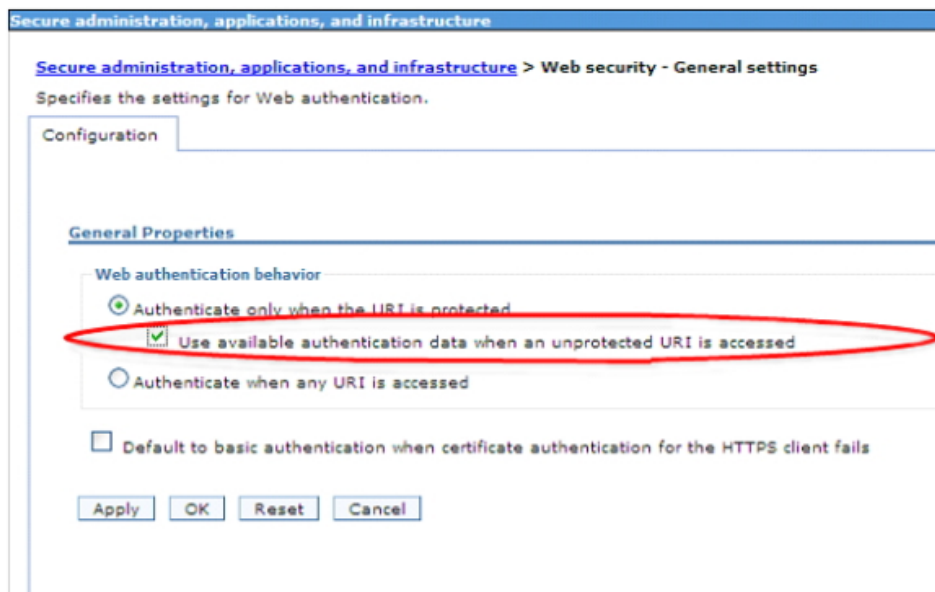 Secure administration, applications, and infrastructure
Secure administration, applications, and infrastructure > Web security - General settings
Specifies the settings for Web authentication.
Configuration
General Properties
Web authentication behavior
Authenticate only when the URI is protected
Use available authentication data when an unprotected URI is accessed
Authenticate when any URI is accessed
Default to basic authentication when certificate authentication for the HTTPS client fails
Apply OK Reset Cancel